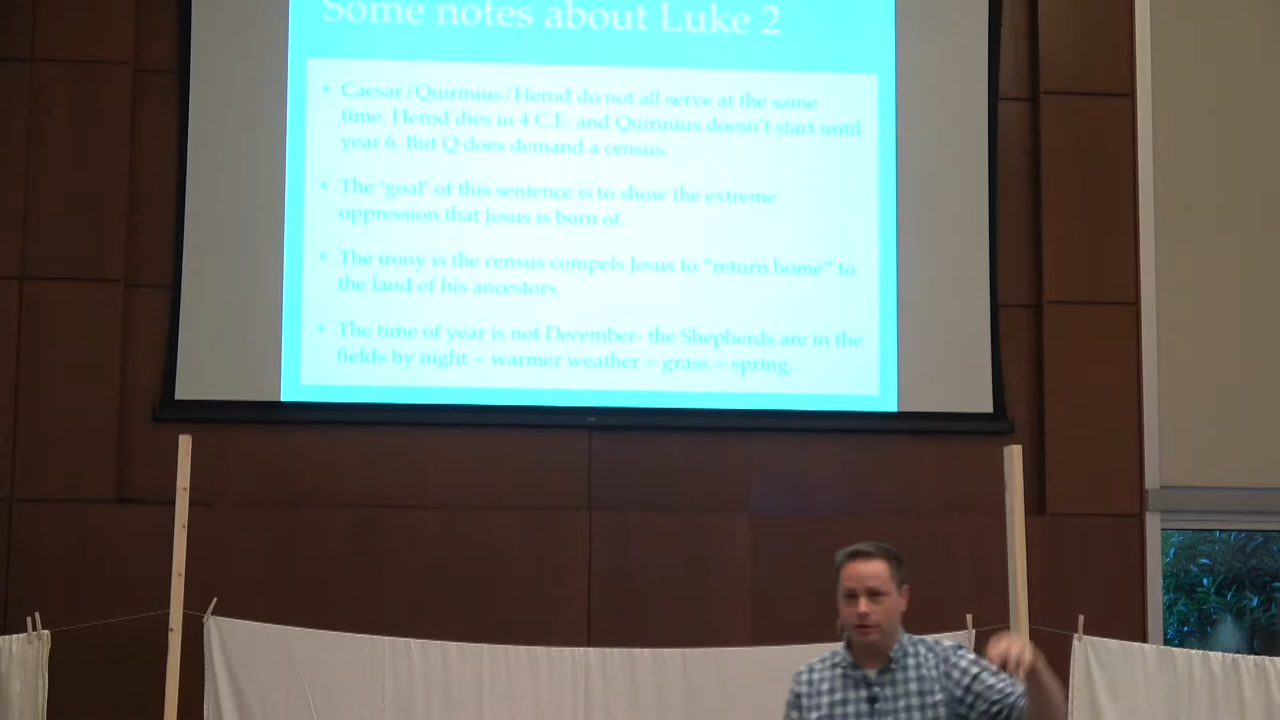 Some notes about Luke 2
• Caesar/Quirinius/Herod do not all serve at the same
time. Herod dies in 4 C.E. and Quirinius doesn't start until
year 6. But Q does demand a census.
• The 'goal' of this sentence is to show the extreme
oppression that Jesus is born of.
• The irony is the census compels Jesus to "return home" to
the land of his ancestors.
• The time of year is not December- the Shepherds are in the
fields by night = warmer weather = grass = spring.